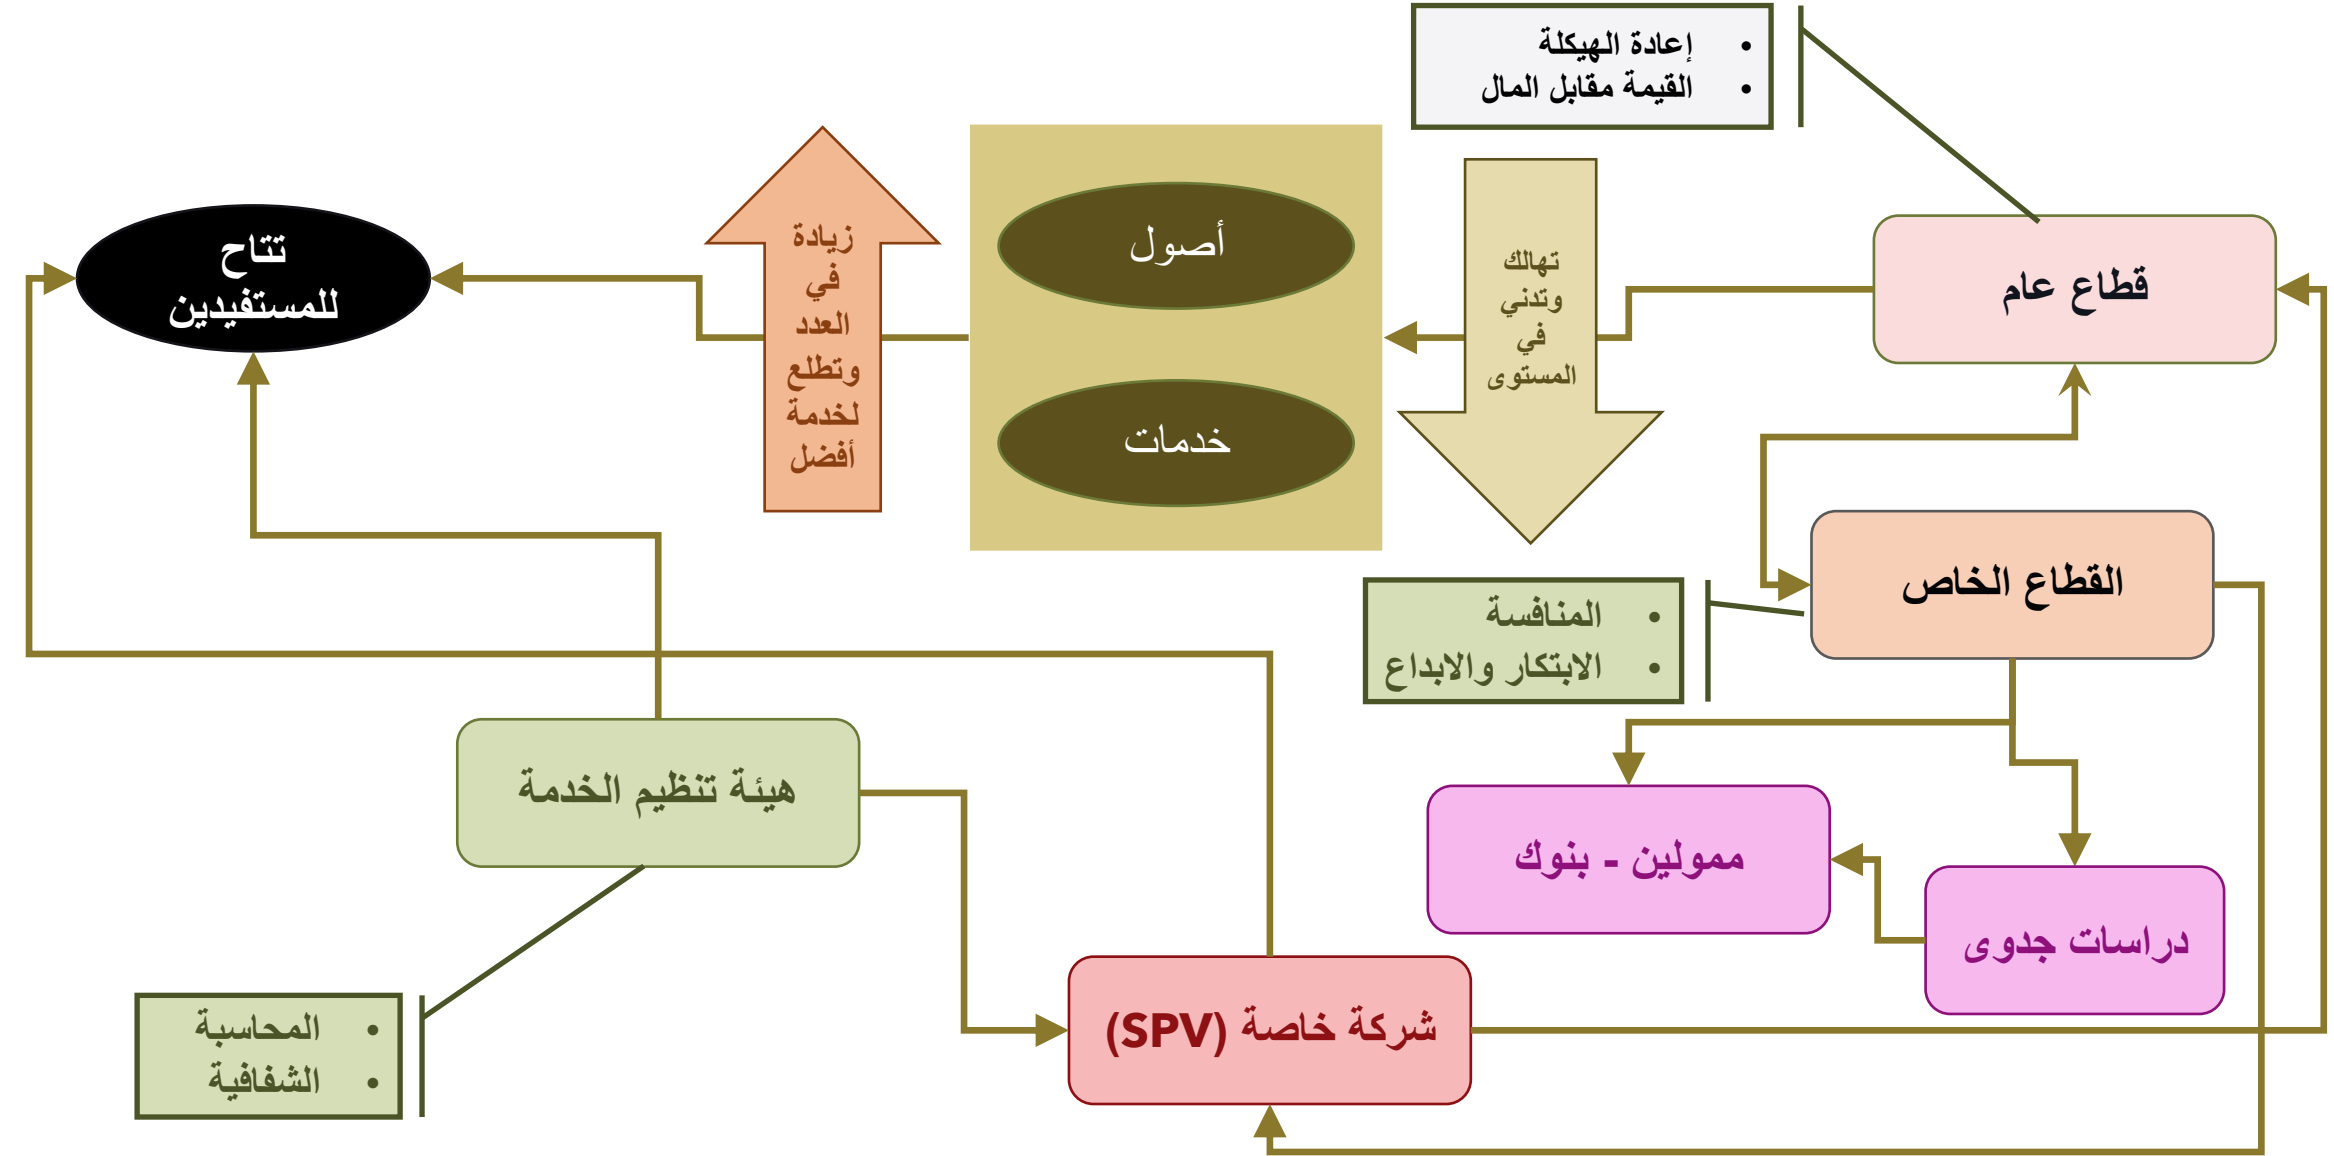 • إعادة الهيكلة
• القيمة مقابل المال
قطاع عام
تهالك
وتدني
في
المستوى
أصول
خدمات
زيادة
في
العدد
وتطلع
لخدمة
أفضل
تتاح
للمستفيدين
القطاع الخاص
• المنافسة
• الابتكار والابداع
ممولين - بنوك
دراسات جدوى
هيئة تنظيم الخدمة
شركة خاصة (SPV)
• المحاسبة
• الشفافية